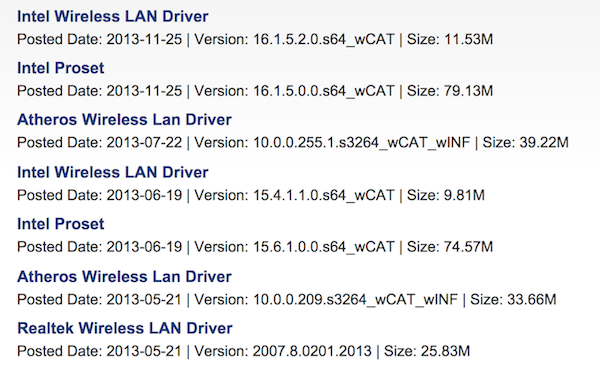 Intel Wireless LAN Driver
Posted Date: 2013-11-25 | Version: 16.1.5.2.0.s64_wCAT | Size: 11.53M
Intel Proset
Posted Date: 2013-11-25 | Version: 16.1.5.0.0.s64_wCAT | Size: 79.13M
Atheros Wireless Lan Driver
Posted Date: 2013-07-22 | Version: 10.0.0.255.1.s3264_wCAT_wINF | Size: 39.22M
Intel Wireless LAN Driver
Posted Date: 2013-06-19 | Version: 15.4.1.1.0.s64_wCAT | Size: 9.81M
Intel Proset
Posted Date: 2013-06-19 | Version: 15.6.1.0.0.s64_wCAT | Size: 74.57M
Atheros Wireless Lan Driver
Posted Date: 2013-05-21 | Version: 10.0.0.209.s3264_wCAT_wINF | Size: 33.66M
Realtek Wireless LAN Driver
Posted Date: 2013-05-21 | Version: 2007.8.0201.2013 | Size: 25.83M